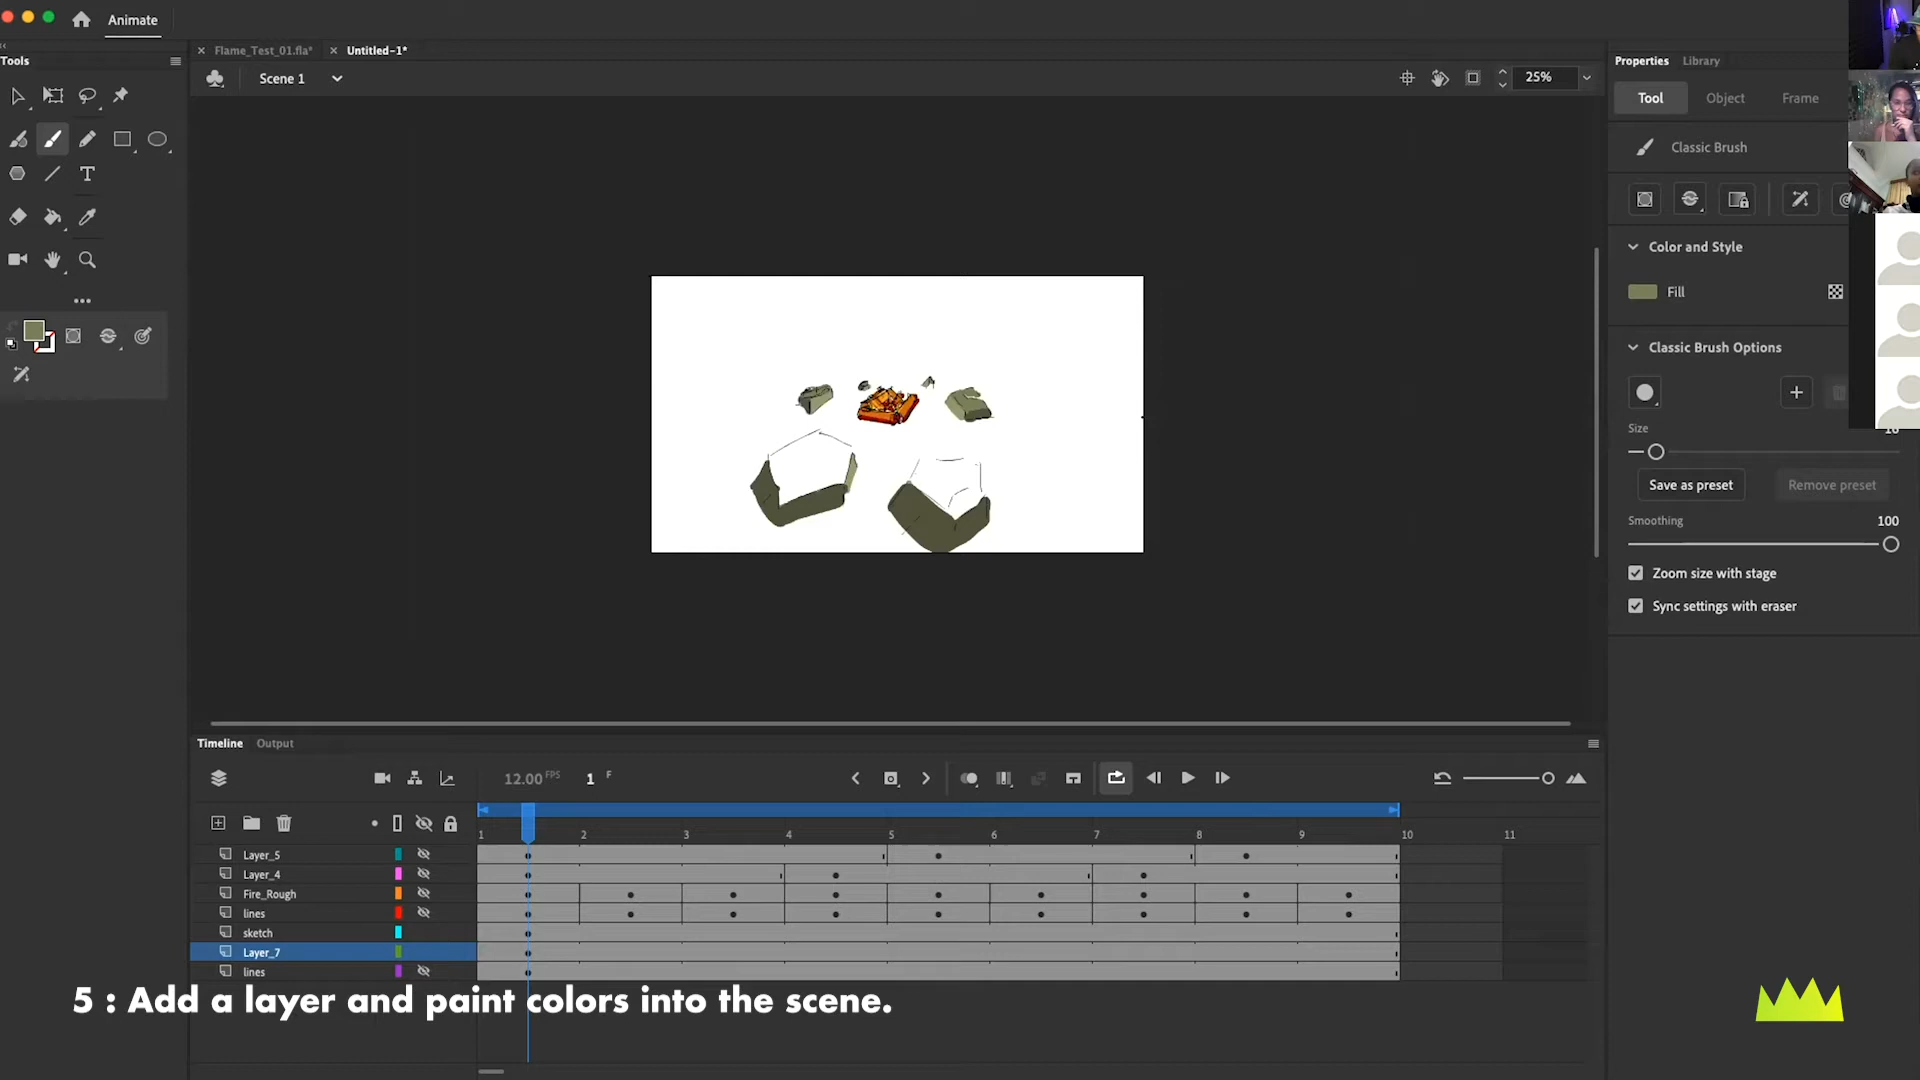 Animate
Tools
Flame_Test_01.fla*
Untitled-1*
Scene 1
25%
Properties
Library
Tool
Object
Frame
Classic Brush
Color and Style
Fill
Classic Brush Options
Size
Save as preset
Remove preset
Smoothing
100
Zoom size with stage
Sync settings with eraser
T
Timeline
Output
12.00 FPS
1 F
1 2 3 4 5 6 7 8 9 10 11
Layer_5
Layer_4
Fire_Rough
lines
sketch
Layer_7
lines
5 : Add a layer and paint colors into the scene.